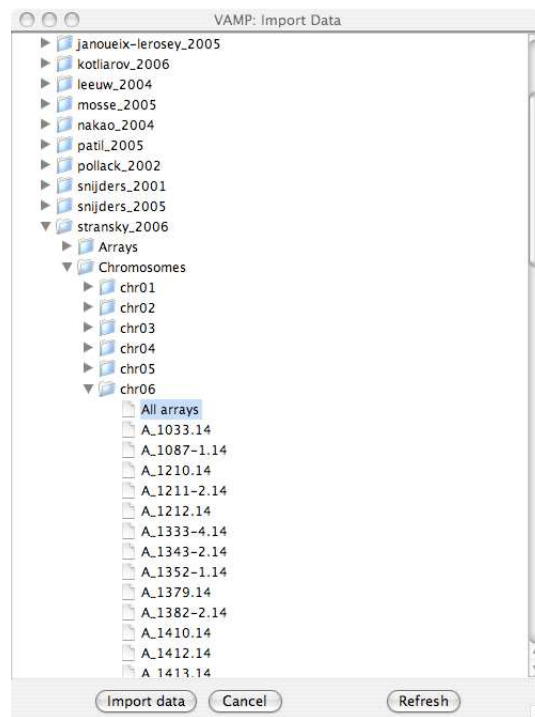 VAMP: Import Data
janoueix-lerosey_2005
kotliarov_2006
leeuw_2004
mosse_2005
nakao_2004
patil_2005
pollack_2002
snijders_2001
snijders_2005
stransky_2006
Arrays
Chromosomes
chr01
chr02
chr03
chr04
chr05
chr06
All arrays
A_1033.14
A_1087-1.14
A_1210.14
A_1211-2.14
A_1212.14
A_1333-4.14
A_1343-2.14
A_1352-1.14
A_1379.14
A_1382-2.14
A_1410.14
A_1412.14
A_1413.14
Import data Cancel Refresh